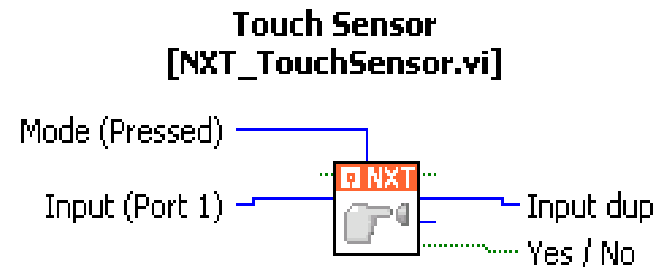 Touch Sensor
[NXT_TouchSensor.vi]
Mode (Pressed)
NXT
Input (Port 1)
Input dup
Yes / No